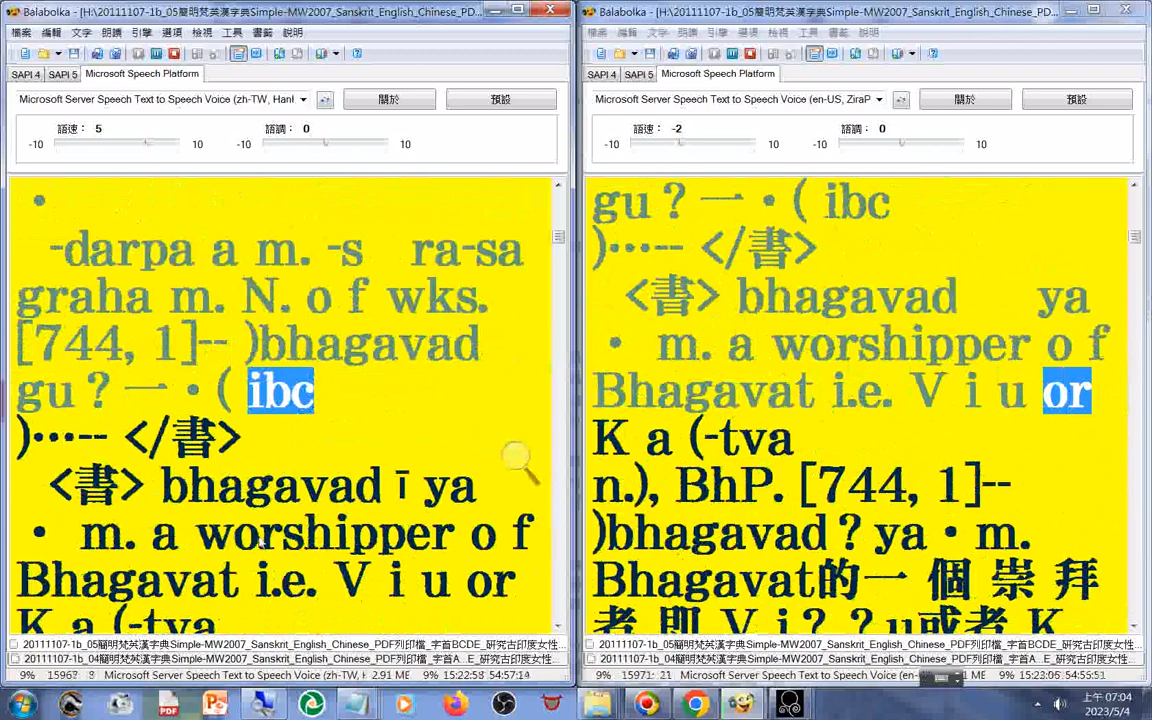 Balabolka - [H:\20111107-1b_05簡明梵英漢字典Simple-MW2007_Sanskrit_English_Chinese_PD...
檔案 編輯 文字 朗讀 引擎 選項 檢視 工具 書籤 說明
SAPI 4 SAPI 5 Microsoft Speech Platform
Microsoft Server Speech Text to Speech Voice (zh-TW, Hanl
關於 預設
語速： 5 語調： 0
-10 10 -10 10
•
-darpa a m. -s ra-sa
graha m. N. o f wks.
[744, 1]-- )bhagavad
gu？一•( ibc
)…-- </書>
<書> bhagavad ī ya
• m. a worshipper o f
Bhagavat i.e. V i u or
K a (-tva
20111107-1b_05簡明梵英漢字典Simple-MW2007_Sanskrit_English_Chinese_PDF列印檔_字首BCDE_研究古印度女性...
20111107-1b_04簡明梵英漢字典Simple-MW2007_Sanskrit_English_Chinese_PDF列印檔_字首A...E_研究古印度女性...
9% 15:22:58 54:57:14 Microsoft Server Speech Text to Speech Voice (zh-TW, 2.91 ME
Balabolka - [H:\20111107-1b_05簡明梵英漢字典Simple-MW2007_Sanskrit_English_Chinese_PD...
檔案 編輯 文字 朗讀 引擎 選項 檢視 工具 書籤 說明
SAPI 4 SAPI 5 Microsoft Speech Platform
Microsoft Server Speech Text to Speech Voice (en-US, ZiraP
關於 預設
語速： -2 語調： 0
-10 10 -10 10
gu？一•( ibc
)…-- </書>
<書> bhagavad ya
• m. a worshipper o f
Bhagavat i.e. V i u or
K a (-tva
n.), BhP. [744, 1]--
)bhagavad？ya• m.
Bhagavat的一 個 崇 拜
者 即 V i？？u或者 K
20111107-1b_05簡明梵英漢字典Simple-MW2007_Sanskrit_English_Chinese_PDF列印檔_字首BCDE_研究古印度女性...
20111107-1b_04簡明梵英漢字典Simple-MW2007_Sanskrit_English_Chinese_PDF列印檔_字首A...E_研究古印度女性...
9% 15:23:05 54:55:51 Microsoft Server Speech Text to Speech Voice (en-US
上午 07:04
2023/5/4